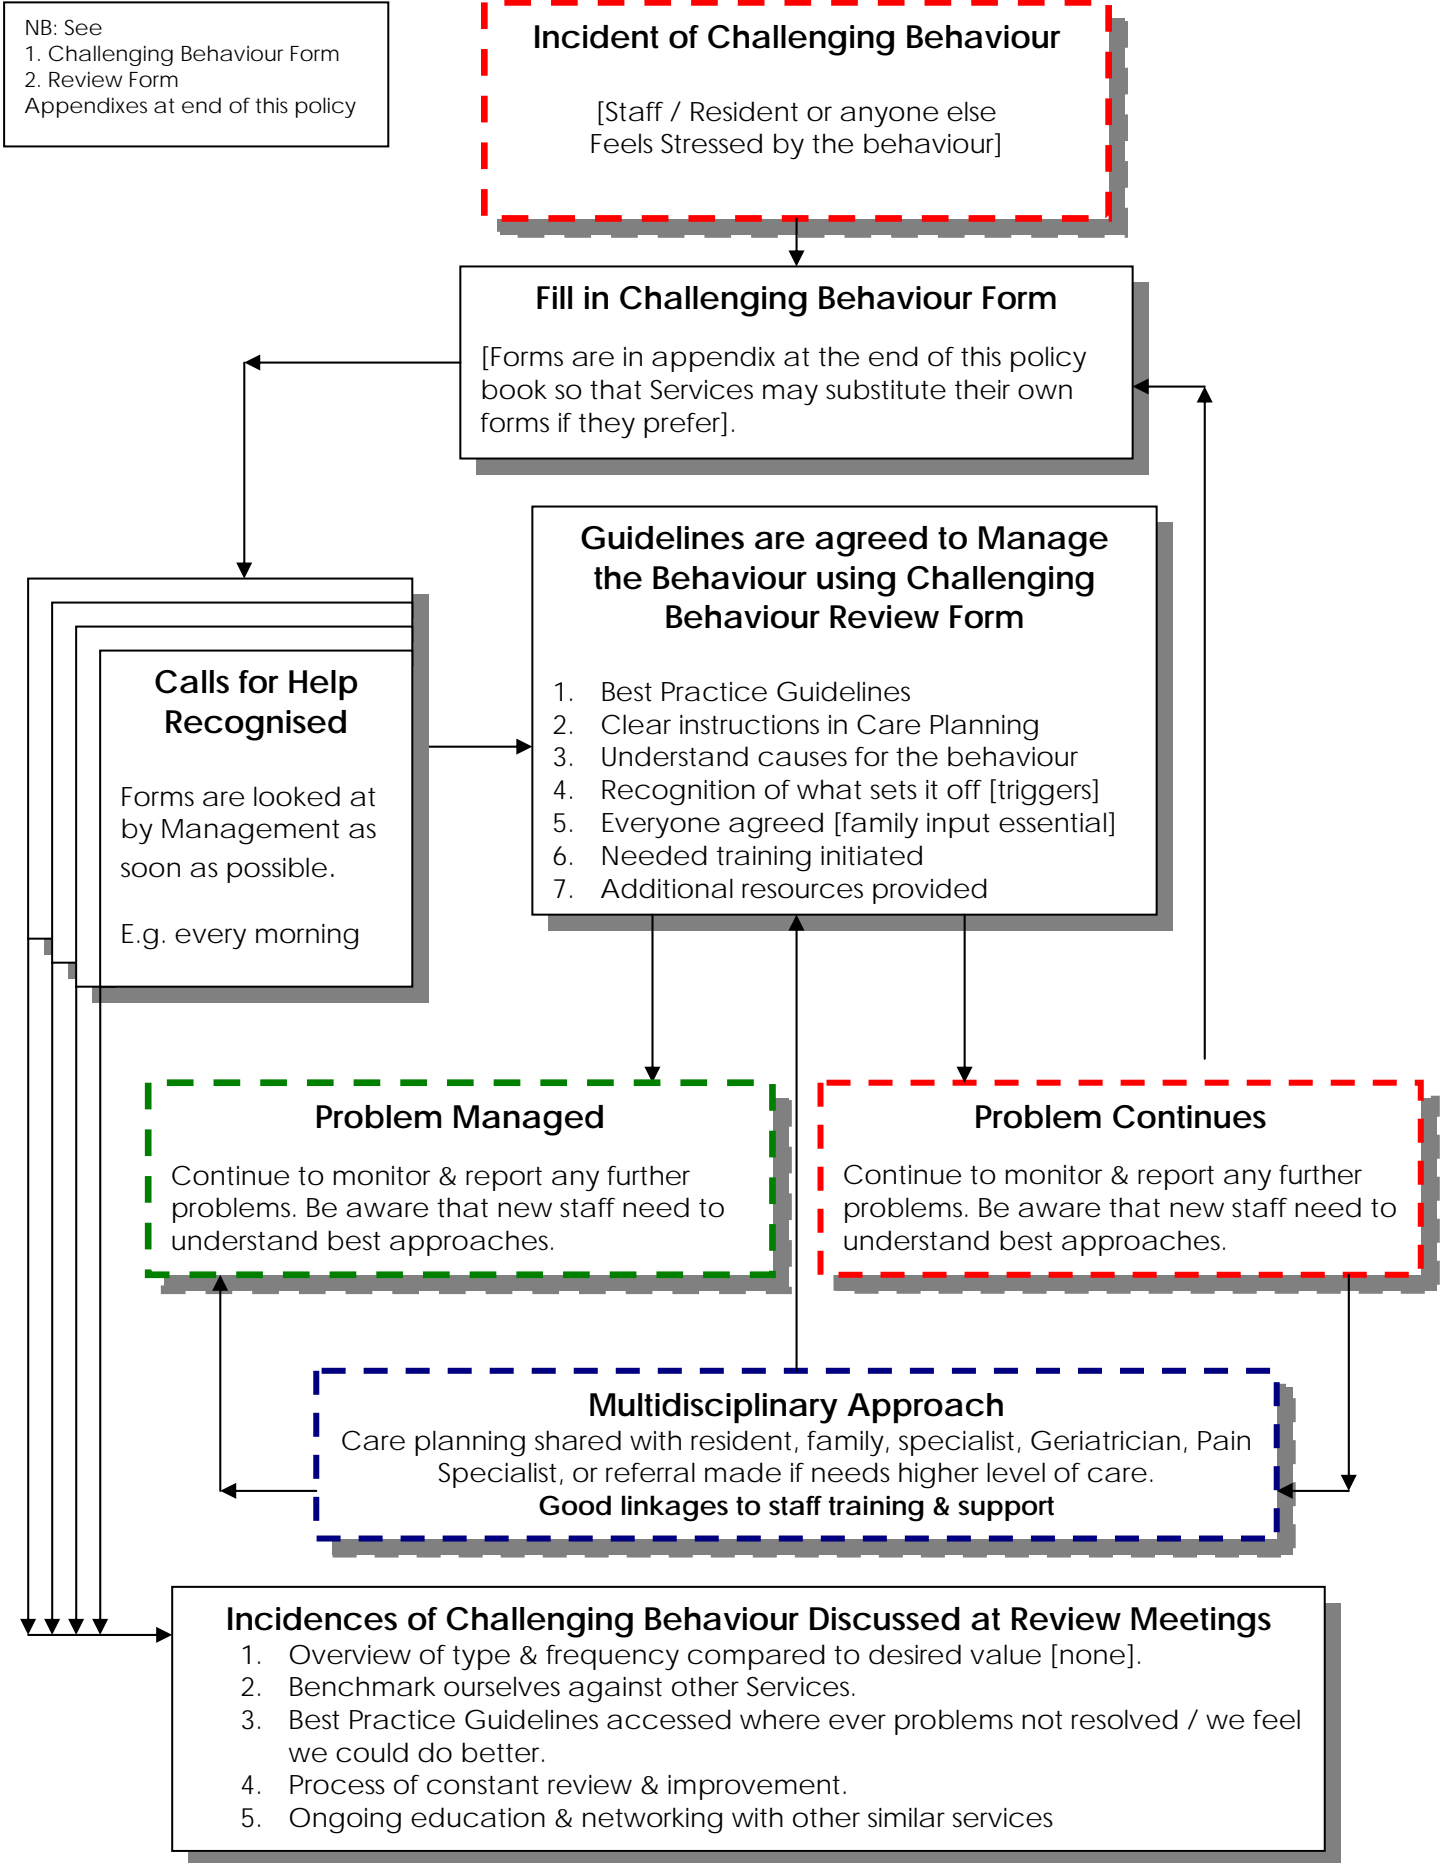 NB: See
1. Challenging Behaviour Form
2. Review Form
Appendixes at end of this policy
Incident of Challenging Behaviour
[Staff / Resident or anyone else
Feels Stressed by the behaviour]
Fill in Challenging Behaviour Form
[Forms are in appendix at the end of this policy
book so that Services may substitute their own
forms if they prefer].
Guidelines are agreed to Manage
the Behaviour using Challenging
Behaviour Review Form
1. Best Practice Guidelines
2. Clear instructions in Care Planning
3. Understand causes for the behaviour
4. Recognition of what sets it off [triggers]
5. Everyone agreed [family input essential]
6. Needed training initiated
7. Additional resources provided
Calls for Help
Recognised
Forms are looked at
by Management as
soon as possible.
E.g. every morning
Problem Managed
Continue to monitor & report any further
problems. Be aware that new staff need to
understand best approaches.
Problem Continues
Continue to monitor & report any further
problems. Be aware that new staff need to
understand best approaches.
Multidisciplinary Approach
Care planning shared with resident, family, specialist, Geriatrician, Pain
Specialist, or referral made if needs higher level of care.
Good linkages to staff training & support
Incidences of Challenging Behaviour Discussed at Review Meetings
1. Overview of type & frequency compared to desired value [none].
2. Benchmark ourselves against other Services.
3. Best Practice Guidelines accessed where ever problems not resolved / we feel
we could do better.
4. Process of constant review & improvement.
5. Ongoing education & networking with other similar services